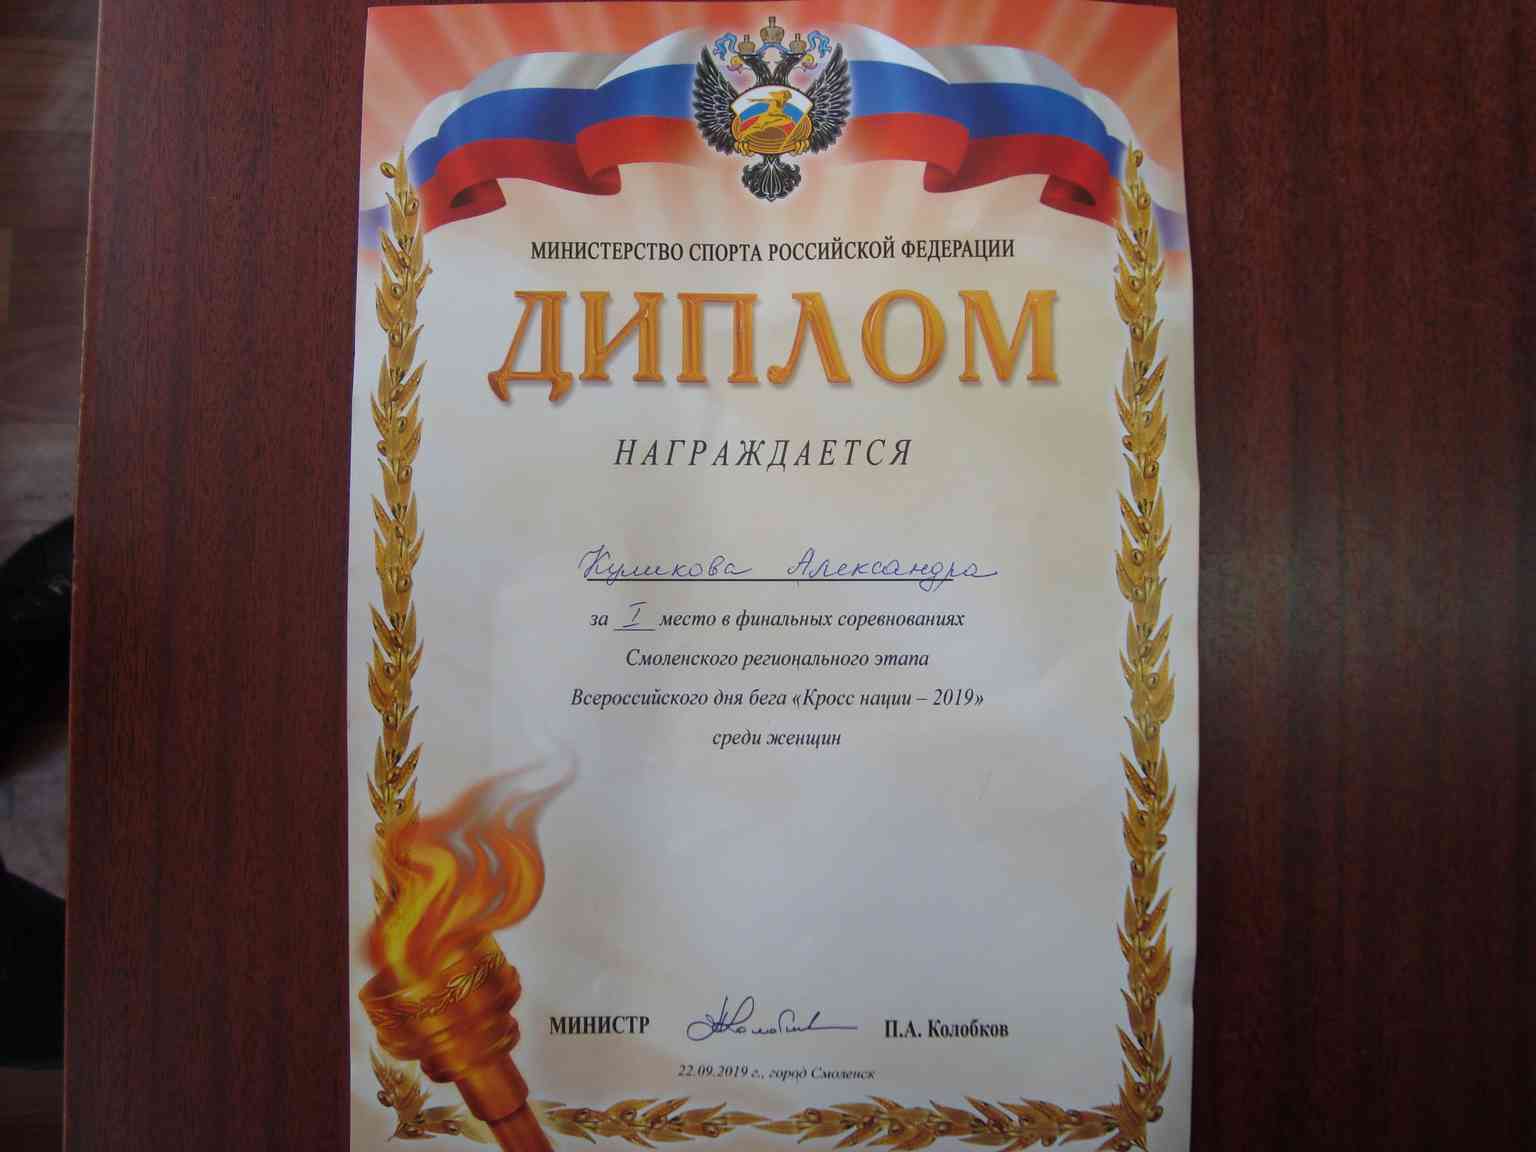 МИНИСТЕРСТВО СПОРТА РОССИЙСКОЙ ФЕДЕРАЦИИ
ДИПЛОМ
НАГРАЖДАЕТСЯ
Куликова Александра
за I место в финальных соревнованиях
Смоленского регионального этапа
Всероссийского дня бега «Кросс нации – 2019»
среди женщин
МИНИСТР П.А. Колобков
22.09.2019 г., город Смоленск